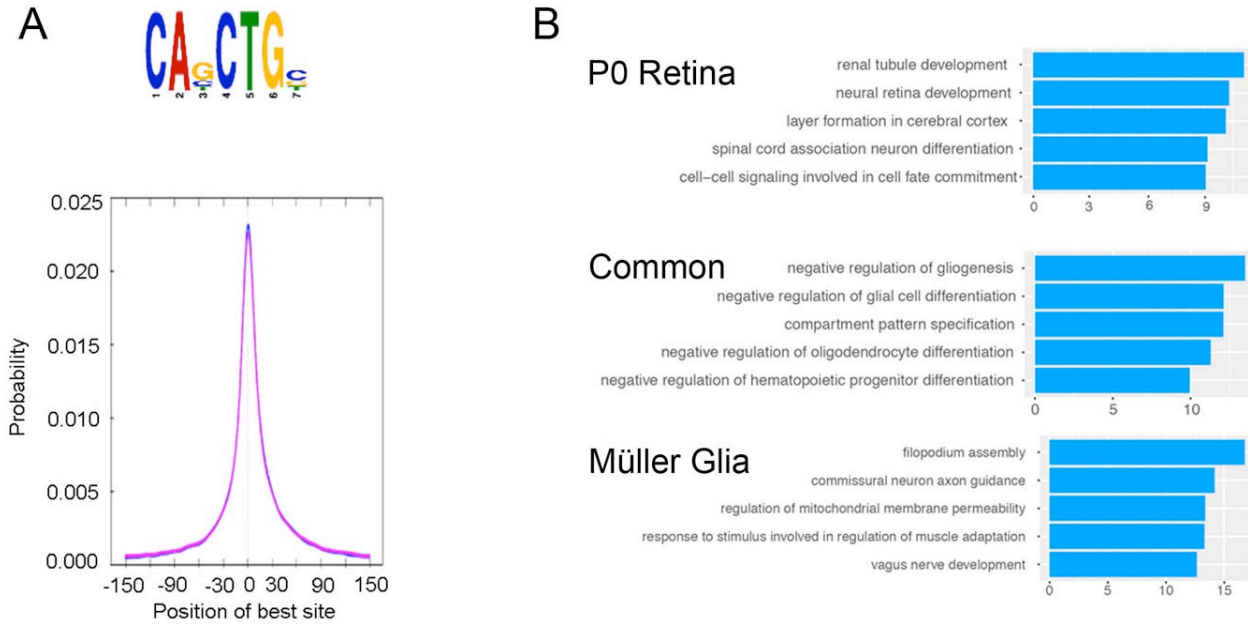 A
CAGCTGC
1 2 3 4 5 6 7
0.025
0.020
0.015
0.010
0.005
0.000
Probability
-150 -90 -30 0 30 90 150
Position of best site
B
P0 Retina
renal tubule development
neural retina development
layer formation in cerebral cortex
spinal cord association neuron differentiation
cell-cell signaling involved in cell fate commitment
0 3 6 9
Common
negative regulation of gliogenesis
negative regulation of glial cell differentiation
compartment pattern specification
negative regulation of oligodendrocyte differentiation
negative regulation of hematopoietic progenitor differentiation
0 5 10
Müller Glia
filopodium assembly
commissural neuron axon guidance
regulation of mitochondrial membrane permeability
response to stimulus involved in regulation of muscle adaptation
vagus nerve development
0 5 10 15